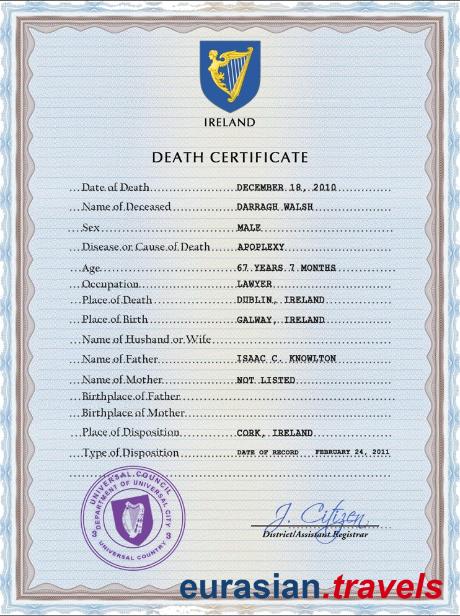 IRELAND
DEATH CERTIFICATE
Date of Death DECEMBER 18, 2010
Name of Deceased DARRAGH WALSH
Sex MALE
Disease or Cause of Death APOPLEXY
Age 67 YEARS 7 MONTHS
Occupation LAWYER
Place of Death DUBLIN, IRELAND
Place of Birth GALWAY, IRELAND
Name of Husband or Wife
Name of Father ISAAC C. KNOWLTON
Name of Mother NOT LISTED
Birthplace of Father
Birthplace of Mother
Place of Disposition CORK, IRELAND
Type of Disposition DATE OF RECORD FEBRUARY 24, 2011
UNIVERSAL COUNCIL
DEPARTMENT OF UNIVERSAL CITY
3 3
UNIVERSAL COUNTRY
J. Citizen
District/Assistant Registrar
eurasian.travels